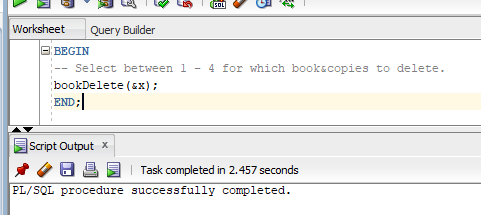 SQL
Worksheet Query Builder
BEGIN
-- Select between 1 - 4 for which book&copies to delete.
bookDelete(&x);
END;
Script Output x
Task completed in 2.457 seconds
PL/SQL procedure successfully completed.